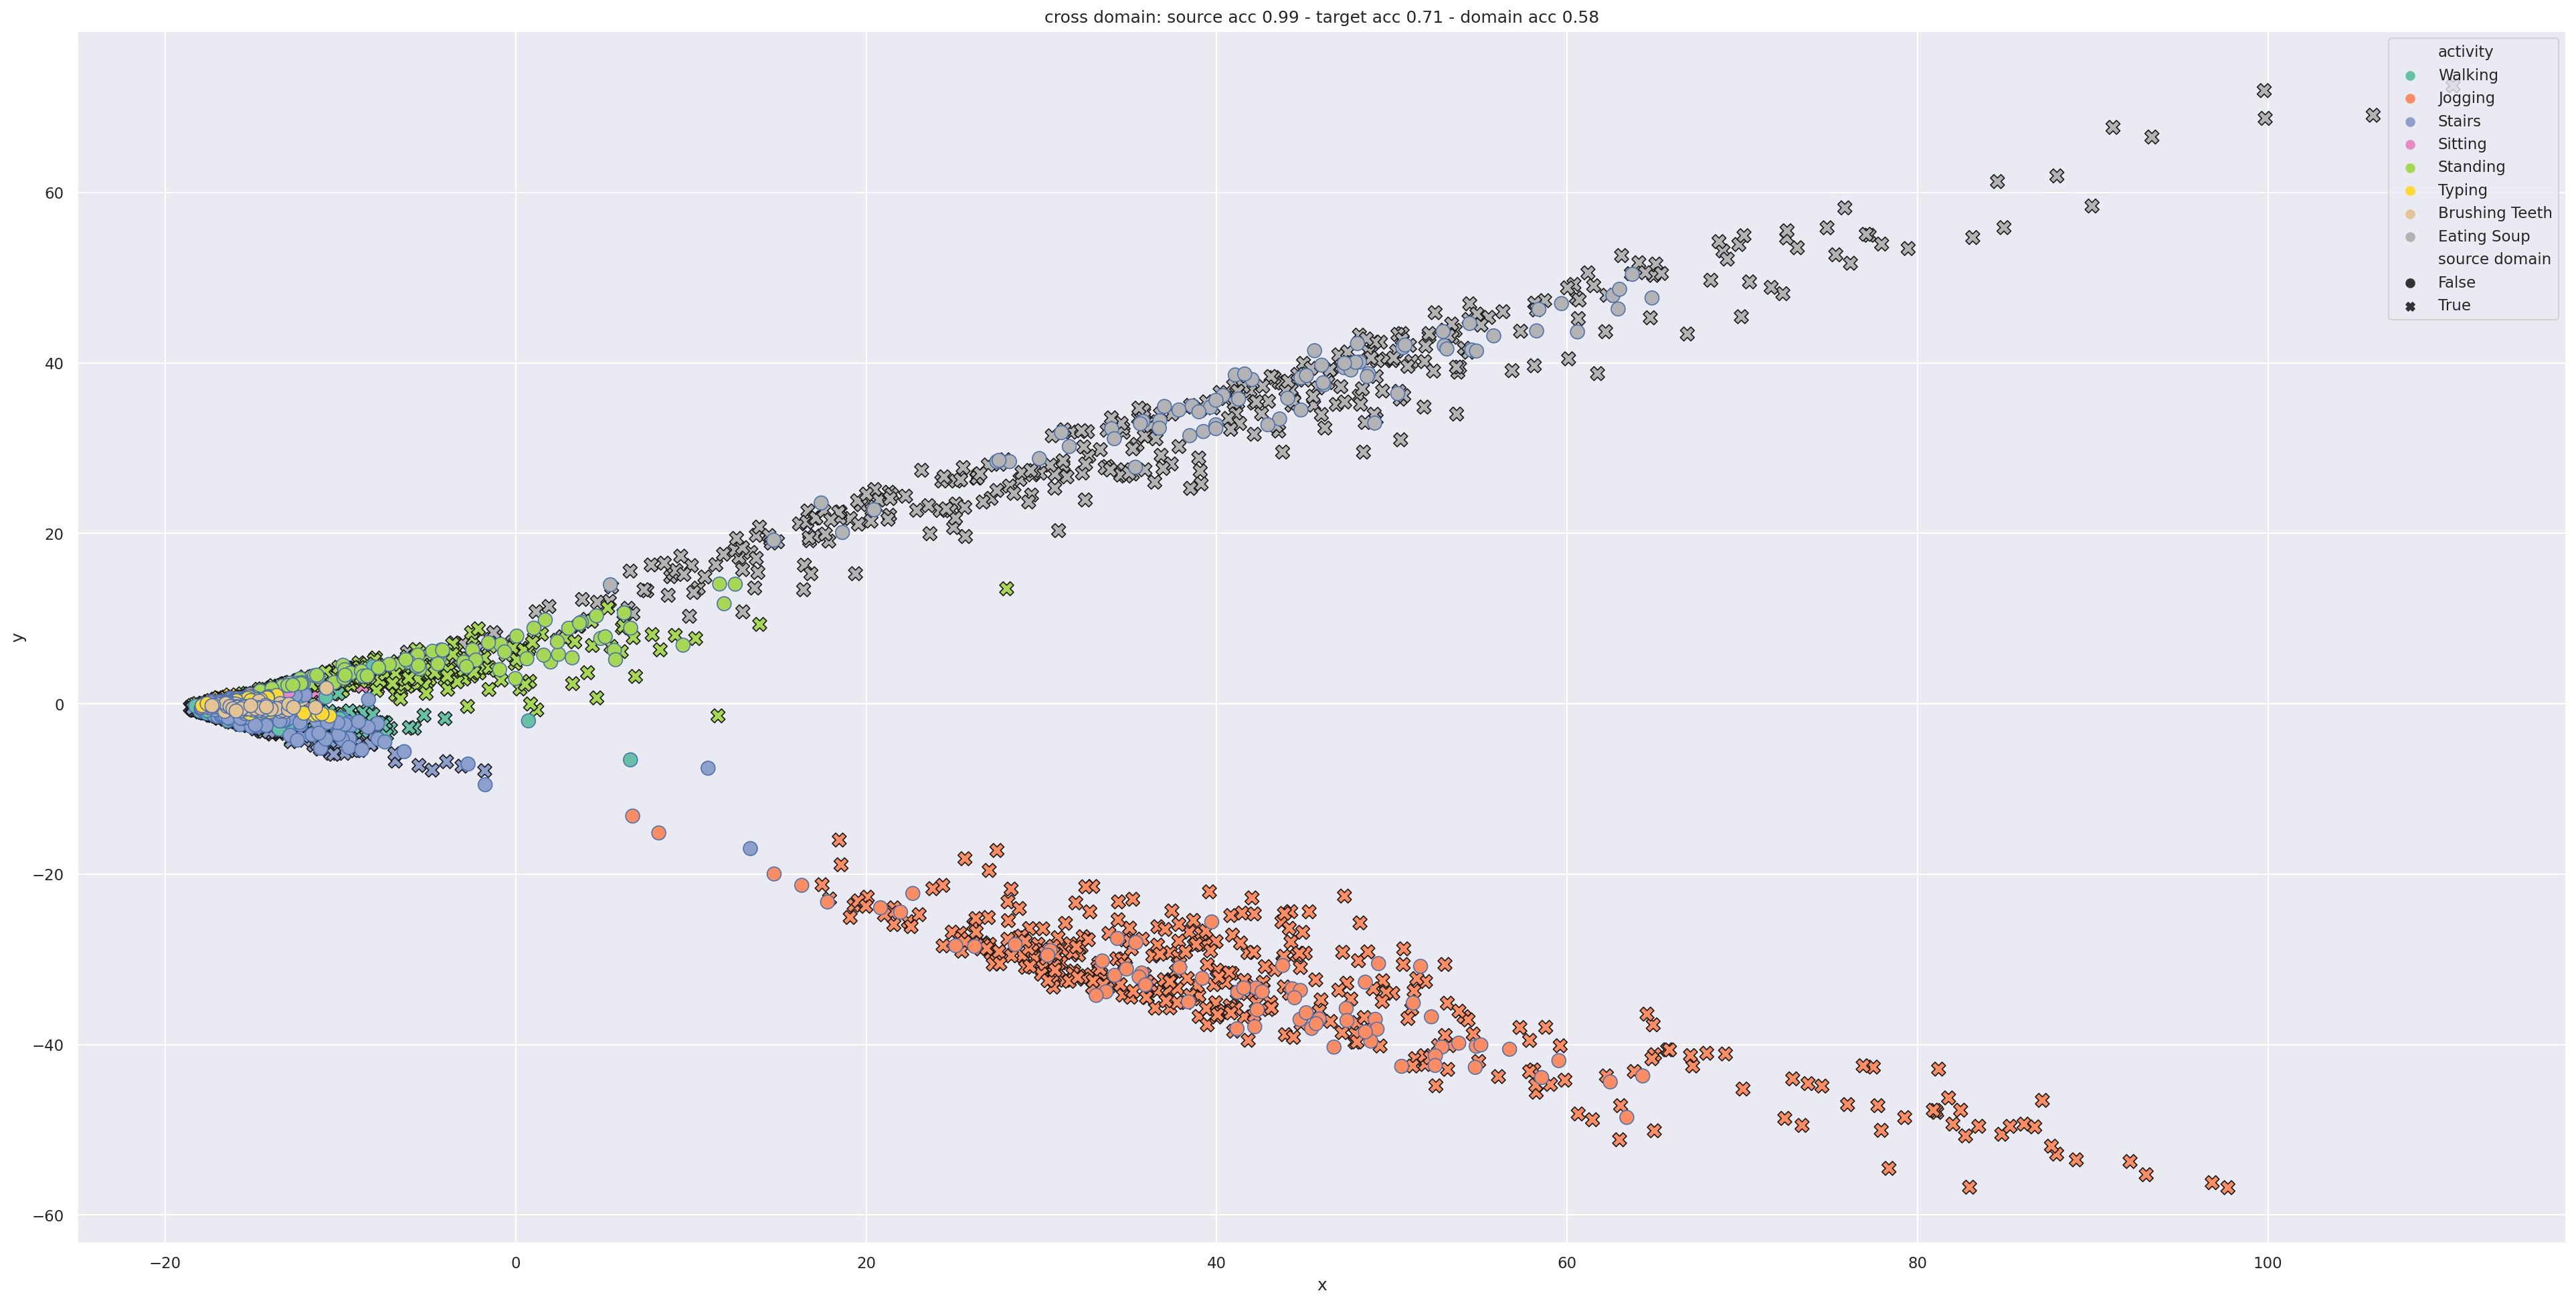 cross domain: source acc 0.99 - target acc 0.71 - domain acc 0.58
activity
Walking
Jogging
Stairs
Sitting
Standing
Typing
Brushing Teeth
Eating Soup
source domain
False
True
60
40
20
0
−20
−40
−60
y
−20
0
20
40
60
80
100
x